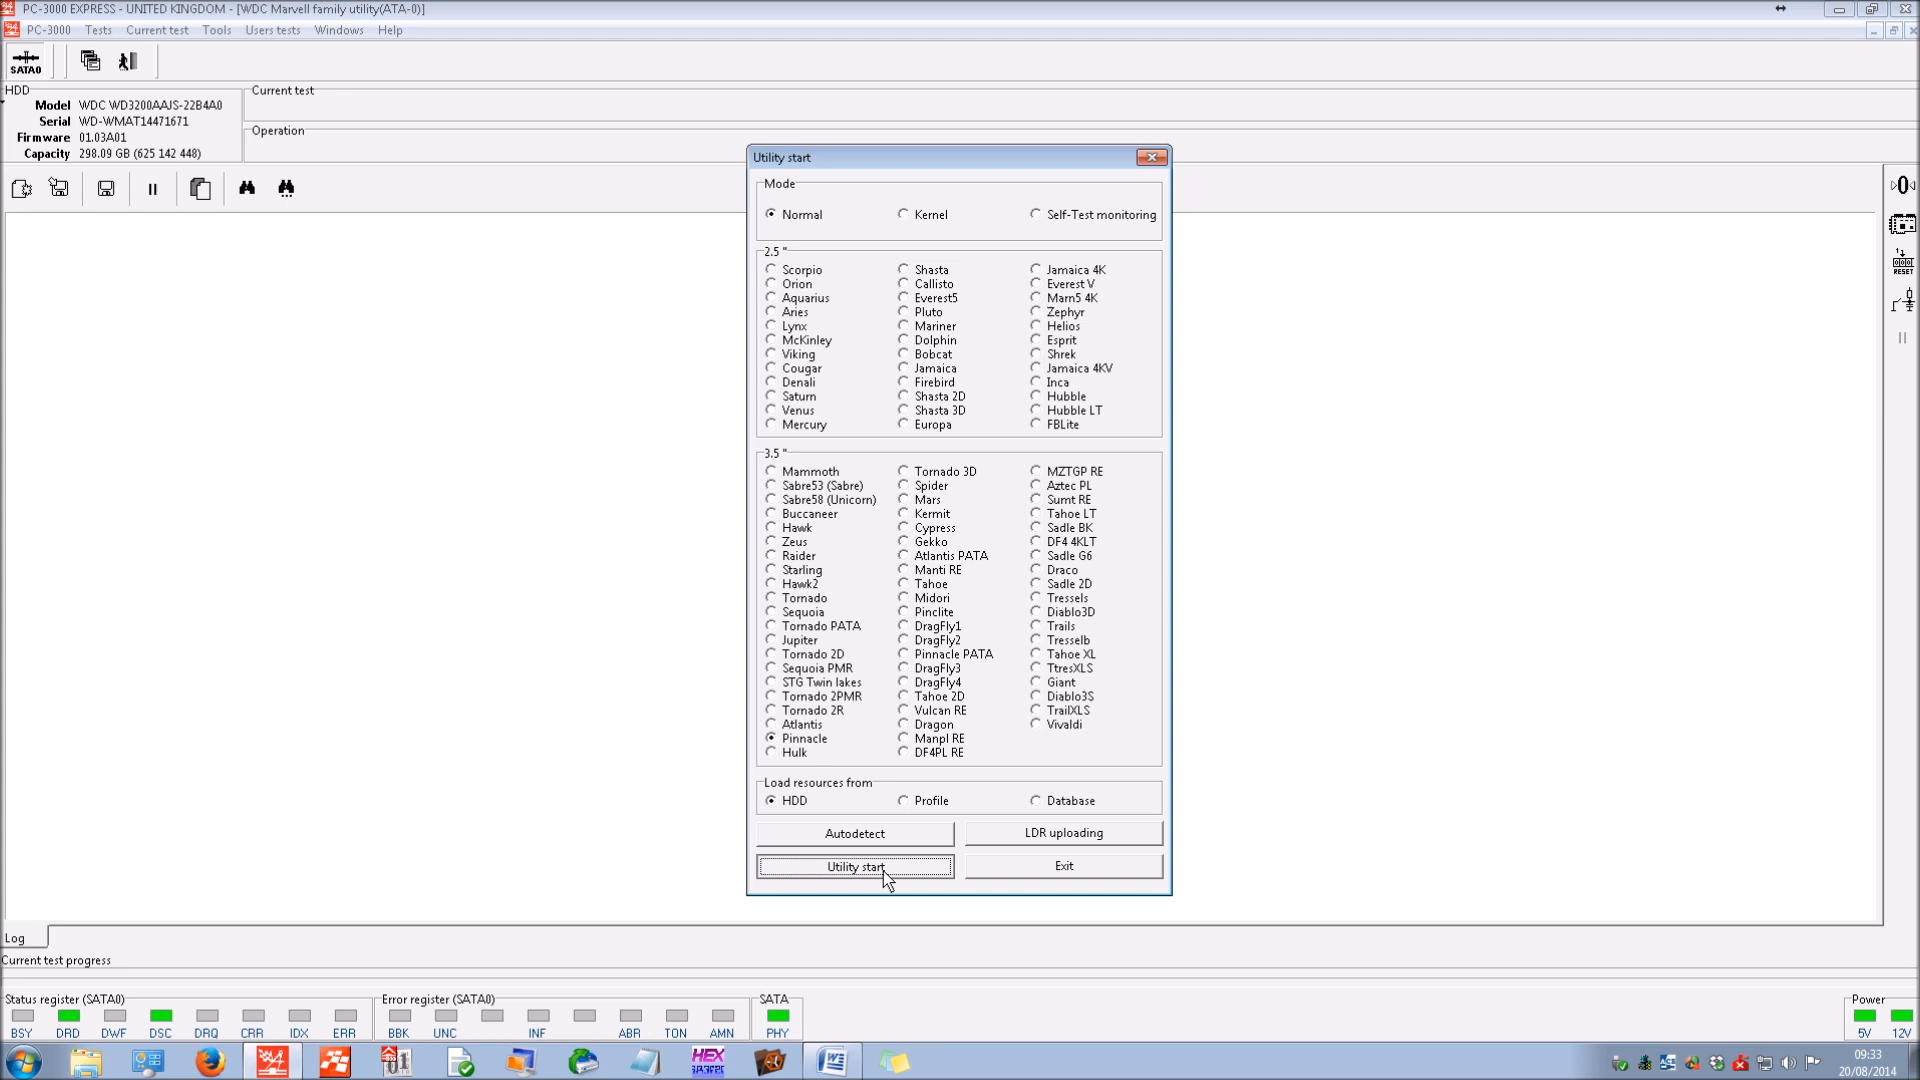 PC-3000 EXPRESS - UNITED KINGDOM - [WDC Marvell family utility(ATA-0)]
PC-3000 Tests Current test Tools Users tests Windows Help
SATA0
HDD
Model WDC WD3200AAJS-22B4A0
Serial WD-WMAT14471671
Firmware 01.03A01
Capacity 298.09 GB (625 142 448)
Current test
Operation
Utility start
Mode
Normal Kernel Self-Test monitoring
2.5 "
Scorpio Shasta Jamaica 4K
Orion Callisto Everest V
Aquarius Everest5 Marn5 4K
Aries Pluto Zephyr
Lynx Mariner Helios
McKinley Dolphin Esprit
Viking Bobcat Shrek
Cougar Jamaica Jamaica 4KV
Denali Firebird Inca
Saturn Shasta 2D Hubble
Venus Shasta 3D Hubble LT
Mercury Europa FBLite
3.5 "
Mammoth Tornado 3D MZTGP RE
Sabre53 (Sabre) Spider Aztec PL
Sabre58 (Unicorn) Mars Sumt RE
Buccaneer Kermit Tahoe LT
Hawk Cypress Sadle BK
Zeus Gekko DF4 4KLT
Raider Atlantis PATA Sadle G6
Starling Manti RE Draco
Hawk2 Tahoe Sadle 2D
Tornado Midori Tressels
Sequoia Pinclite Diablo3D
Tornado PATA DragFly1 Trails
Jupiter DragFly2 Tresselb
Tornado 2D Pinnacle PATA Tahoe XL
Sequoia PMR DragFly3 TtresXLS
STG Twin lakes DragFly4 Giant
Tornado 2PMR Tahoe 2D Diablo3S
Tornado 2R Vulcan RE TrailXLS
Atlantis Dragon Vivaldi
Pinnacle Manpl RE
Hulk DF4PL RE
Load resources from
HDD Profile Database
Autodetect LDR uploading
Utility start Exit
RESET
Log
Current test progress
Status register (SATA0) Error register (SATA0) SATA Power
BSY DRD DWF DSC DRQ CRR IDX ERR BBK UNC INF ABR TON AMN PHY 5V 12V
HEX
09:33
20/08/2014